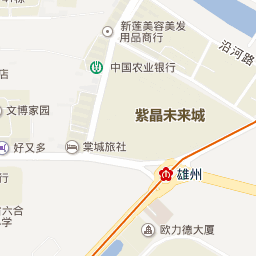 新莲美容美发
用品商行
沿河路
中国农业银行
店
文博家园
紫晶未来城
好又多
棠城旅社
雄州
行
六合
学
欧力德大厦